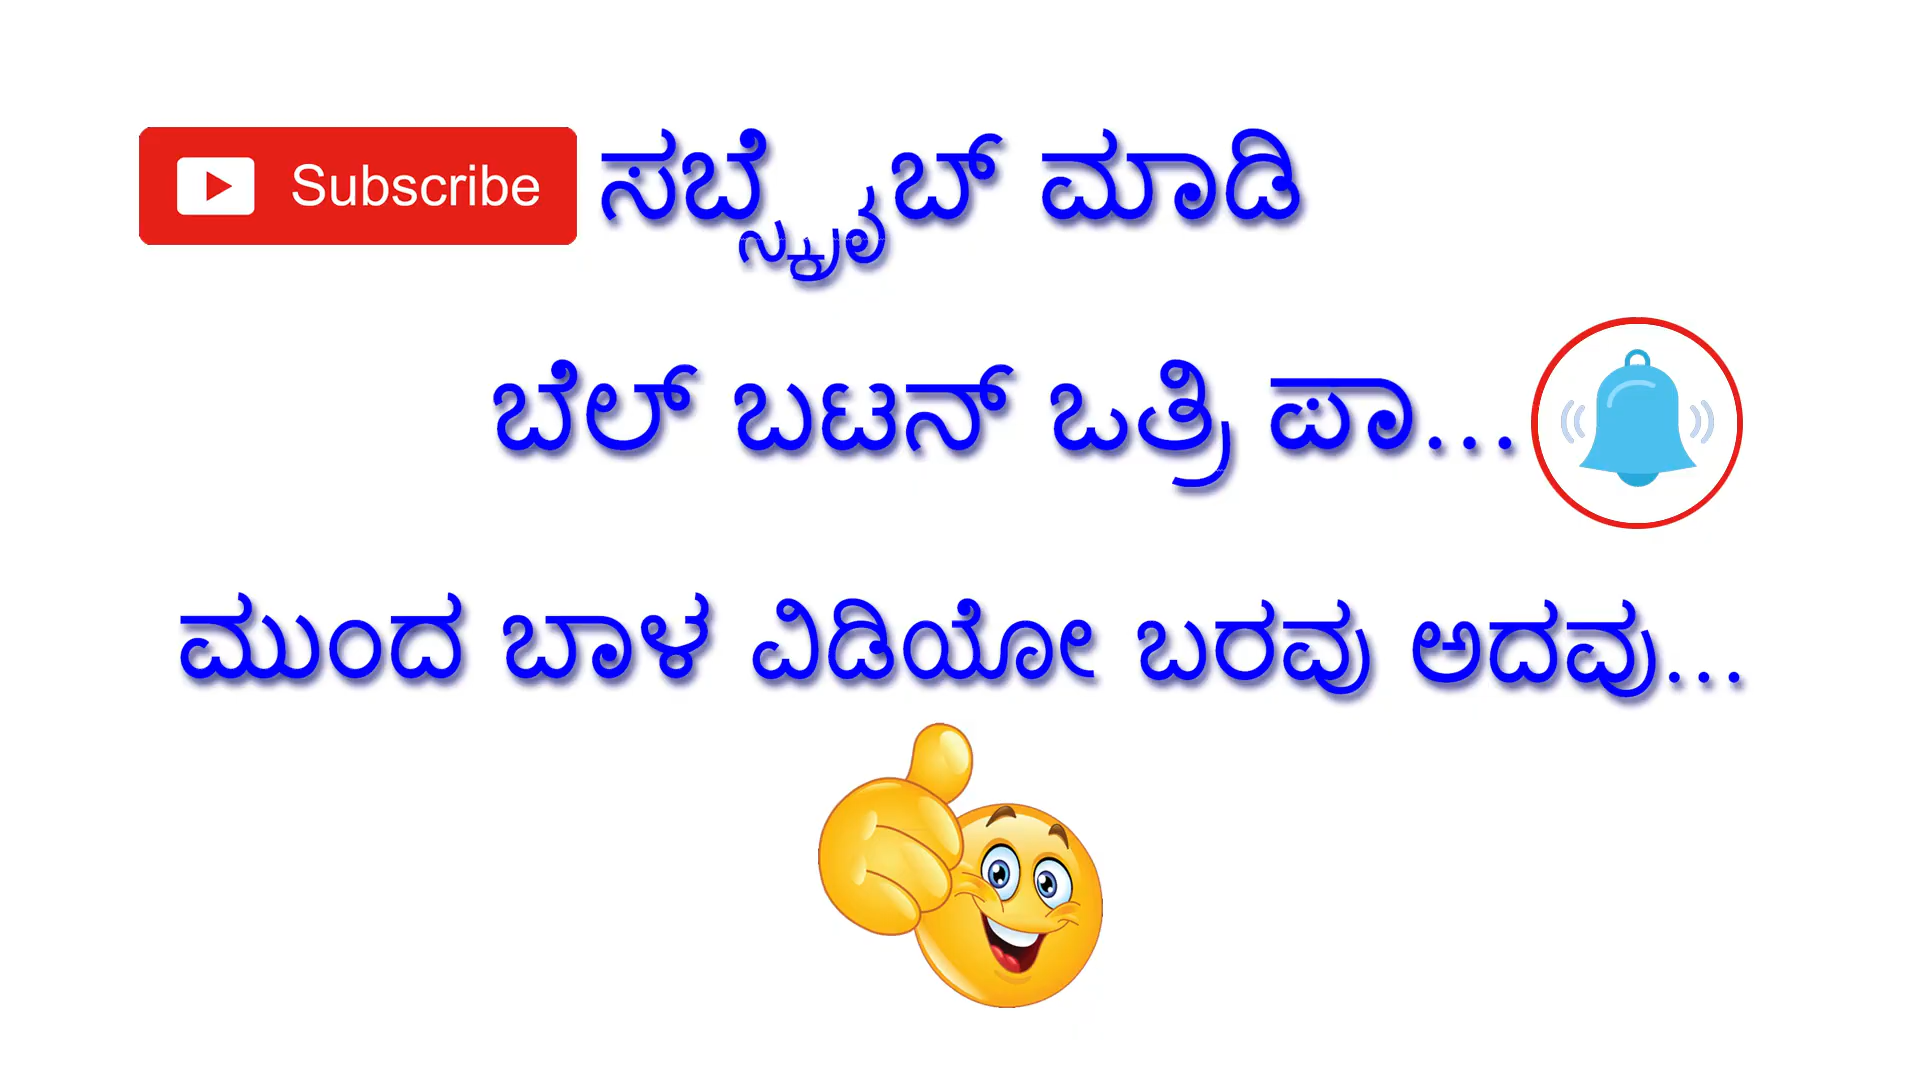 Subscribe ಸಬ್ಸ್ಕ್ರೈಬ್ ಮಾಡಿ
ಬೆಲ್ ಬಟನ್ ಒತ್ರಿ ಪಾ...
ಮುಂದ ಬಾಳ ವಿಡಿಯೋ ಬರವು ಅದವು...